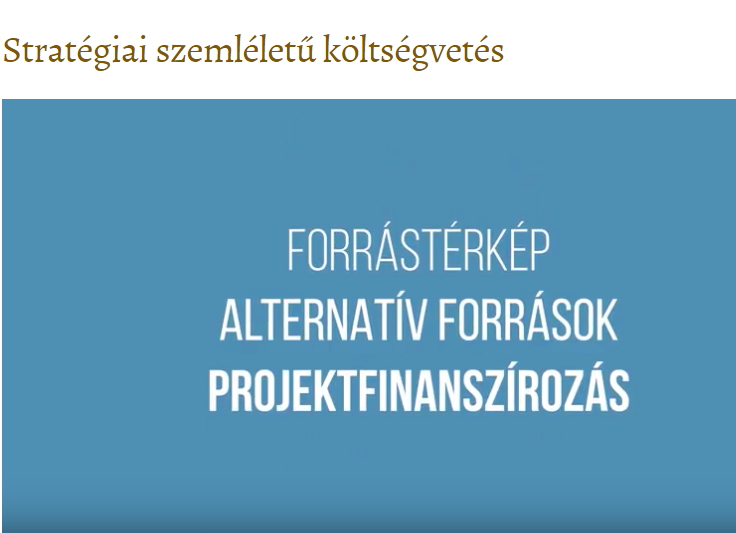 Stratégiai szemléletű költségvetés
FORRÁSTÉRKÉP
ALTERNATÍV FORRÁSOK
PROJEKTFINANSZÍROZÁS